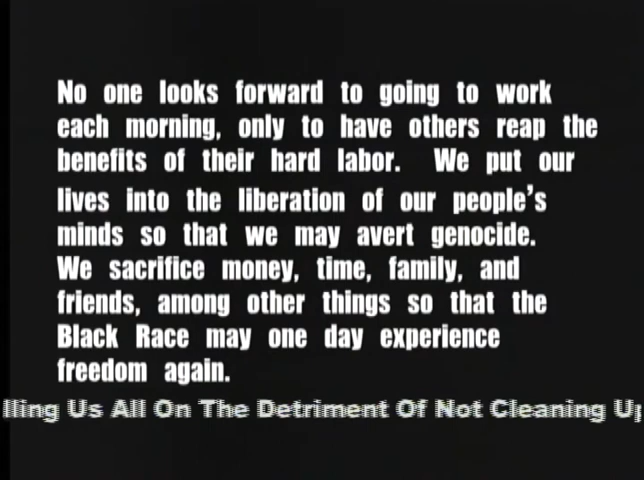 No one looks forward to going to work
each morning, only to have others reap the
benefits of their hard labor. We put our
lives into the liberation of our people's
minds so that we may avert genocide.
We sacrifice money, time, family, and
friends, among other things so that the
Black Race may one day experience
freedom again.
Us All On The Detriment Of Not Cleaning